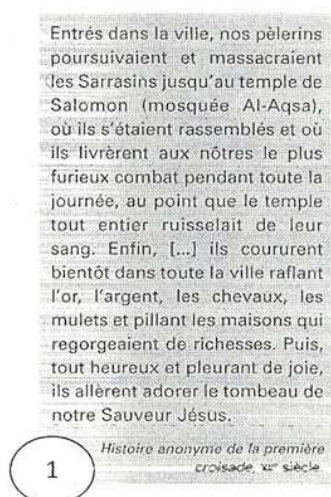 Entrés dans la ville, nos pèlerins
poursuivaient et massacraient
les Sarrasins jusqu'au temple de
Salomon (mosquée Al-Aqsa),
où ils s'étaient rassemblés et où
ils livrèrent aux nôtres le plus
furieux combat pendant toute la
journée, au point que le temple
tout entier ruisselait de leur
sang. Enfin, [...] ils coururent
bientôt dans toute la ville raflant
l'or, l'argent, les chevaux, les
mulets et pillant les maisons qui
regorgeaient de richesses. Puis,
tout heureux et pleurant de joie,
ils allèrent adorer le tombeau de
notre Sauveur Jésus.
Histoire anonyme de la première
croisade, siècle
1